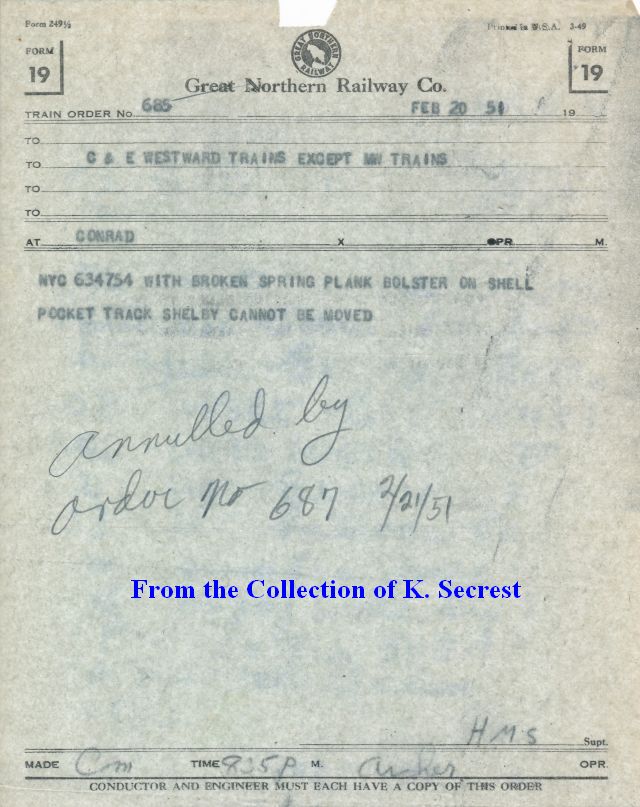 Form 249½
Printed in U.S.A. 3-49
FORM
19
GREAT NORTHERN RAILWAY
FORM
19
Great Northern Railway Co.
TRAIN ORDER No. 685 FEB 20 51 19
TO
TO C & E WESTWARD TRAINS EXCEPT MW TRAINS
TO
TO
AT CONRAD X OPR. M.
NYC 634754 WITH BROKEN SPRING PLANK BOLSTER ON SHELL
POCKET TRACK SHELBY CANNOT BE MOVED
annulled by
order no 687 2/21/51
From the Collection of K. Secrest
HMS Supt.
MADE Com TIME 835P M. OPR.
CONDUCTOR AND ENGINEER MUST EACH HAVE A COPY OF THIS ORDER